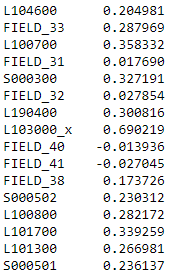 L104600 0.204981
FIELD_33 0.287969
L100700 0.358332
FIELD_31 0.017690
S000300 0.327191
FIELD_32 0.027854
L190400 0.300816
L103000_x 0.690219
FIELD_40 -0.013936
FIELD_41 -0.027045
FIELD_38 0.173726
S000502 0.230312
L100800 0.282172
L101700 0.339259
L101300 0.266981
S000501 0.236137